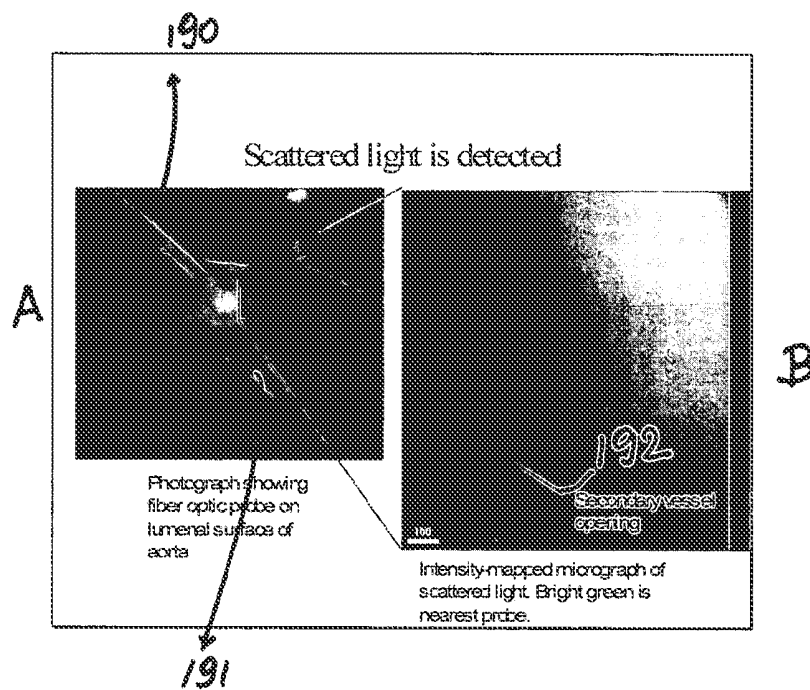 190
Scattered light is detected
A
B
192
Secondary vessel
opening
100
Photograph showing
fiber optic probe on
lumenal surface of
aorta
Intensity-mapped micrograph of
scattered light. Bright green is
nearest probe.
191